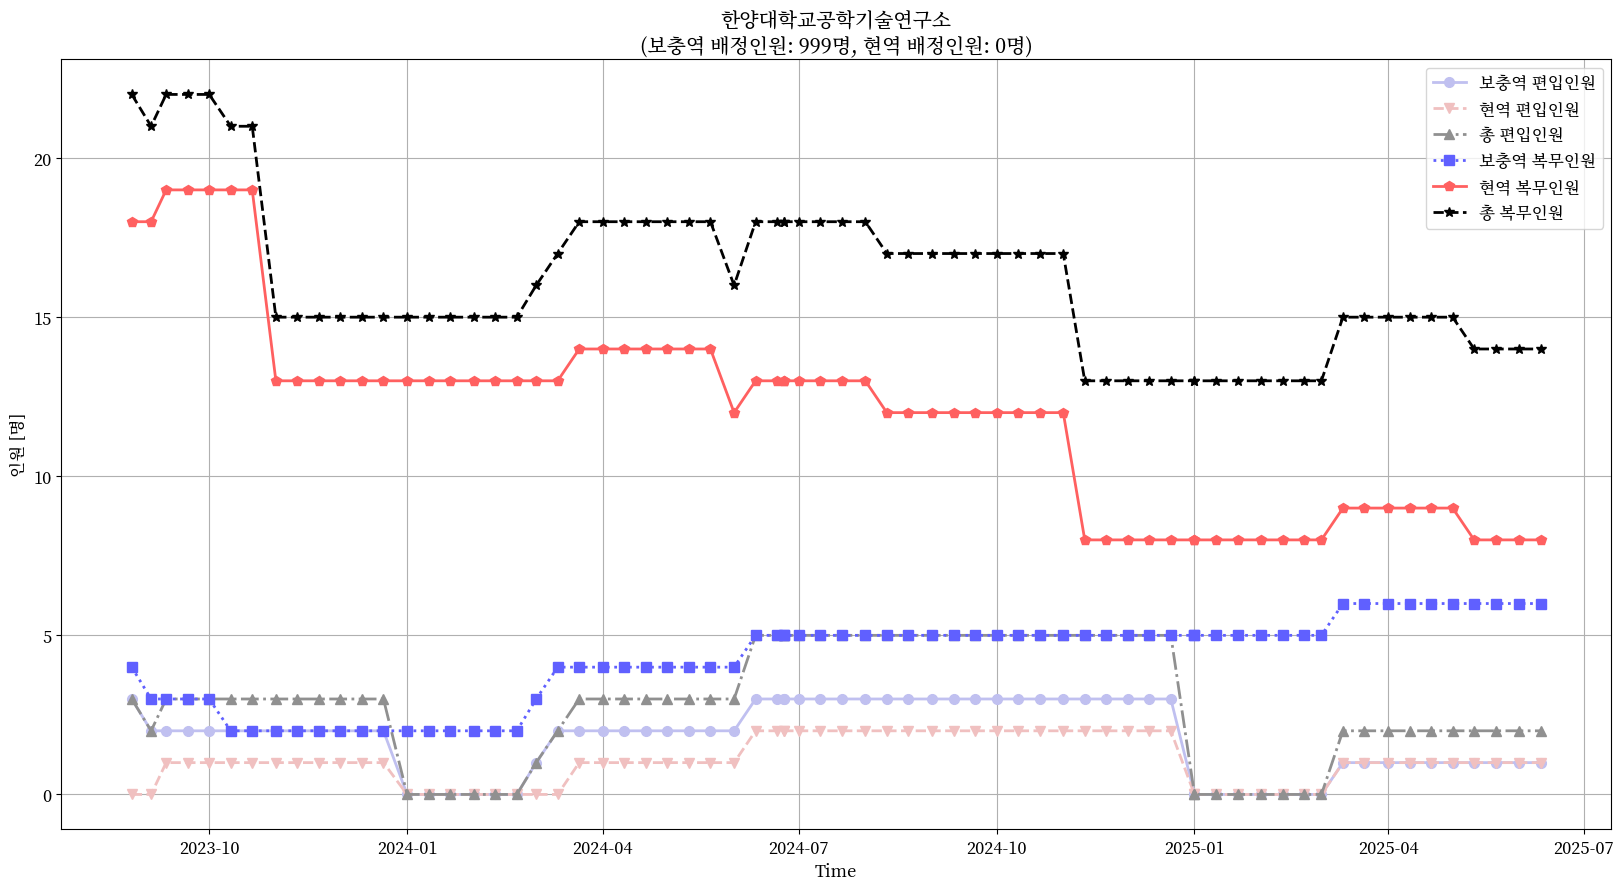 한양대학교공학기술연구소
(보충역 배정인원: 999명, 현역 배정인원: 0명)
보충역 편입인원
현역 편입인원
총 편입인원
보충역 복무인원
현역 복무인원
총 복무인원
20
15
10
5
0
인원 [명]
2023-10 2024-01 2024-04 2024-07 2024-10 2025-01 2025-04 2025-07
Time